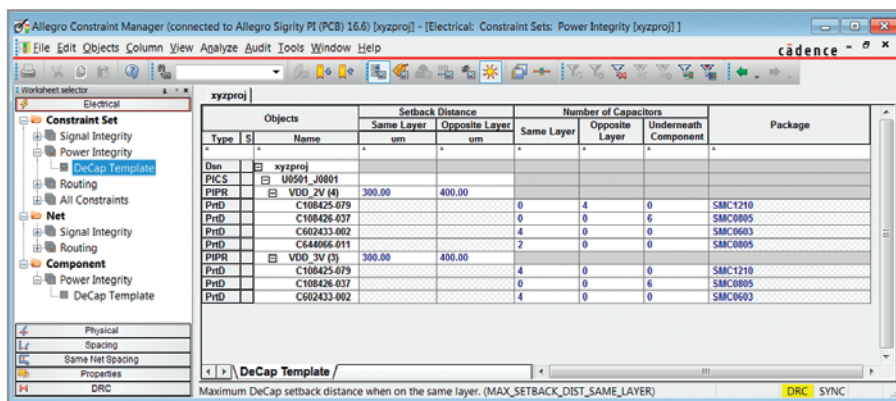 Allegro Constraint Manager (connected to Allegro Sigrity PI (PCB) 16.6) [xyzproj] - [Electrical: Constraint Sets: Power Integrity [xyzproj] ]
File Edit Objects Column View Analyze Audit Tools Window Help
cādence
Worksheet selector
Electrical
Constraint Set
Signal Integrity
Power Integrity
DeCap Template
Routing
All Constraints
Net
Signal Integrity
Routing
Component
Power Integrity
DeCap Template
Physical
Spacing
Same Net Spacing
Properties
DRC
xyzproj
Objects Setback Distance Number of Capacitors Package
Same Layer Opposite Layer Same Layer Opposite Layer Underneath Component
Type S Name um um
* * * * * * * *
Dsn xyzproj
PICS U0501_J0801
PIPR VDD_2V (4) 300.00 400.00
PrtD C108425-079 0 4 0 SMC1210
PrtD C108426-037 0 0 6 SMC0805
PrtD C602433-002 4 0 0 SMC0603
PrtD C644066-011 2 0 0 SMC0805
PIPR VDD_3V (3) 300.00 400.00
PrtD C108425-079 4 0 0 SMC1210
PrtD C108426-037 0 0 6 SMC0805
PrtD C602433-002 4 0 0 SMC0603
DeCap Template
Maximum DeCap setback distance when on the same layer. (MAX_SETBACK_DIST_SAME_LAYER) DRC SYNC